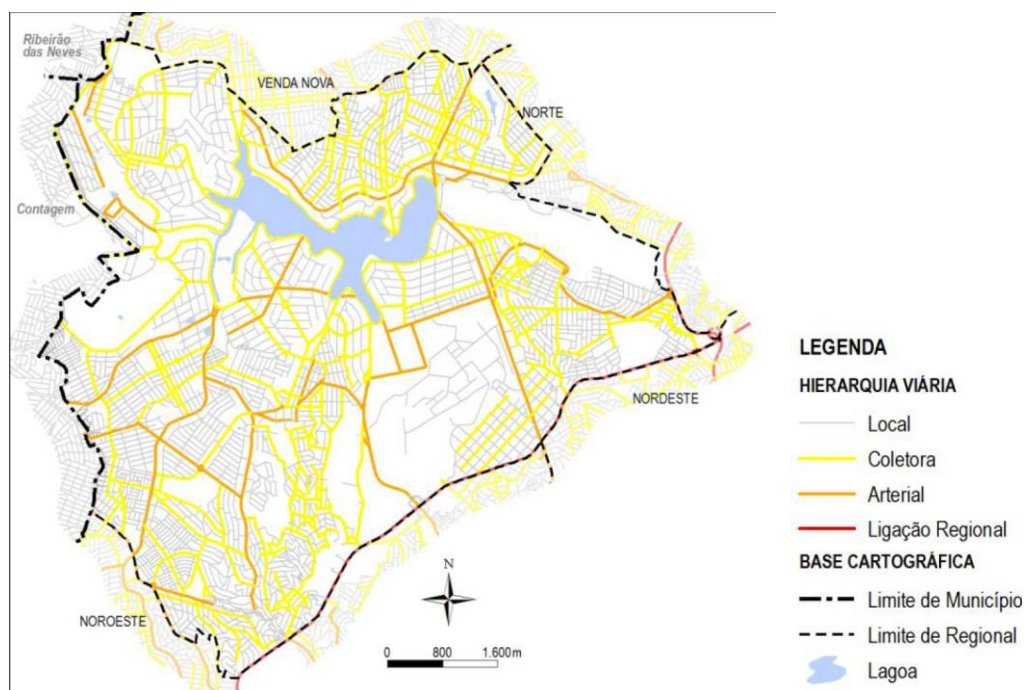 Ribeirão
das Neves
VENDA NOVA
NORTE
Contagem
NORDESTE
NOROESTE
N
0 800 1.600m
LEGENDA
HIERARQUIA VIÁRIA
Local
Coletora
Arterial
Ligação Regional
BASE CARTOGRÁFICA
Limite de Município
Limite de Regional
Lagoa